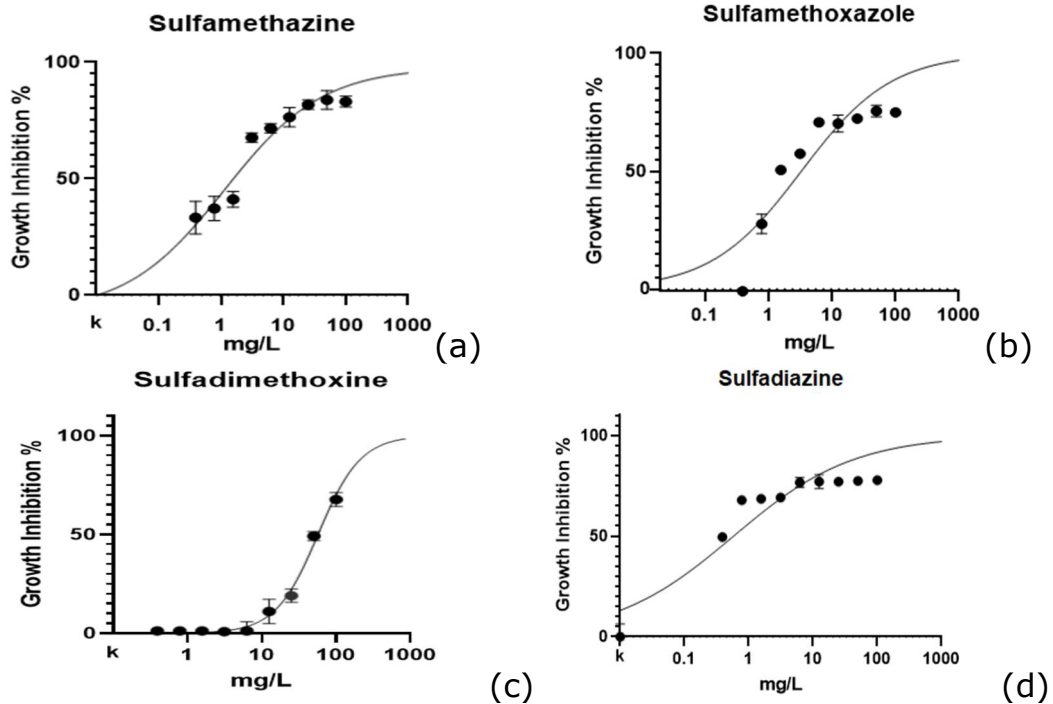 Sulfamethazine
Growth Inhibition %
100
50
0
k 0.1 1 10 100 1000
mg/L
(a)
Sulfamethoxazole
Growth Inhibition %
100
50
0
0.1 1 10 100 1000
mg/L
(b)
Sulfadimethoxine
Growth Inhibition %
100
50
0
k 1 10 100 1000
mg/L
(c)
Sulfadiazine
Growth Inhibition %
100
50
0
k 0.1 1 10 100 1000
mg/L
(d)